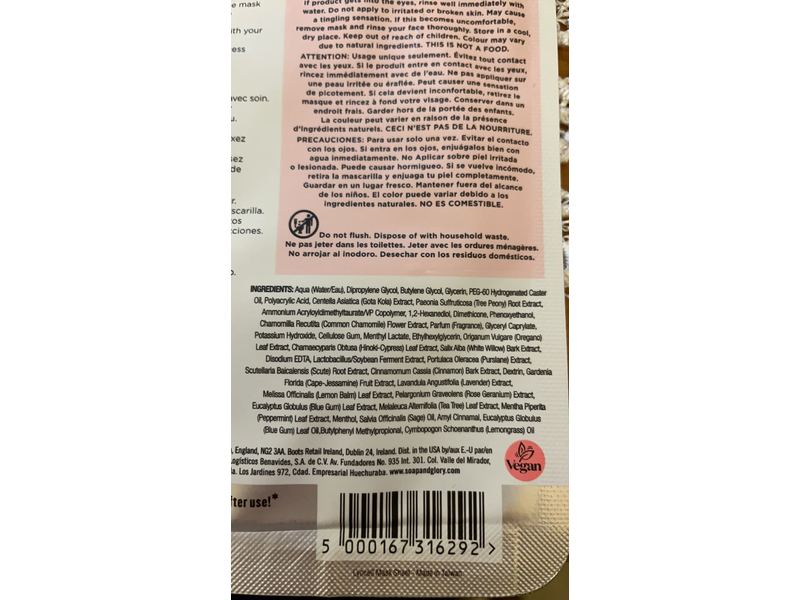 e mask
ith your
ess
avec soin.
u.
xez
sez
de
r.
scarilla.
ros
cciones.
o.
If product gets into the eyes, rinse well immediately with
water. Do not apply to irritated or broken skin. May cause
a tingling sensation. If this becomes uncomfortable,
remove mask and rinse your face thoroughly. Store in a cool,
dry place. Keep out of reach of children. Colour may vary
due to natural ingredients. THIS IS NOT A FOOD.
ATTENTION: Usage unique seulement. Évitez tout contact
avec les yeux. Si le produit entre en contact avec les yeux,
rincez immédiatement avec de l'eau. Ne pas appliquer sur
une peau irritée ou éraflée. Peut causer une sensation
de picotement. Si cela devient inconfortable, retirez le
masque et rincez à fond votre visage. Conserver dans un
endroit frais. Garder hors de la portée des enfants.
La couleur peut varier en raison de la présence
d'ingrédients naturels. CECI N'EST PAS DE LA NOURRITURE.
PRECAUCIONES: Para usar solo una vez. Evitar el contacto
con los ojos. Si entra en los ojos, enjuágalos bien con
agua inmediatamente. No Aplicar sobre piel irritada
o lesionada. Puede causar hormigueo. Si se vuelve incómodo,
retira la mascarilla y enjuaga tu piel completamente.
Guardar en un lugar fresco. Mantener fuera del alcance
de los niños. El color puede variar debido a los
ingredientes naturales. NO ES COMESTIBLE.
Do not flush. Dispose of with household waste.
Ne pas jeter dans les toilettes. Jeter avec les ordures ménagères.
No arrojar al inodoro. Desechar con los residuos domésticos.
INGREDIENTS: Aqua (Water/Eau), Dipropylene Glycol, Butylene Glycol, Glycerin, PEG-60 Hydrogenated Castor
Oil, Polyacrylic Acid, Centella Asiatica (Gota Kola) Extract, Paeonia Suffruticosa (Tree Peony) Root Extract,
Ammonium Acryloyldimethyltaurate/VP Copolymer, 1,2-Hexanediol, Dimethicone, Phenoxyethanol,
Chamomilla Recutita (Common Chamomile) Flower Extract, Parfum (Fragrance), Glyceryl Caprylate,
Potassium Hydroxide, Cellulose Gum, Menthyl Lactate, Ethylhexylglycerin, Origanum Vulgare (Oregano)
Leaf Extract, Chamaecyparis Obtusa (Hinoki-Cypress) Leaf Extract, Salix Alba (White Willow) Bark Extract,
Disodium EDTA, Lactobacillus/Soybean Ferment Extract, Portulaca Oleracea (Purslane) Extract,
Scutellaria Baicalensis (Scute) Root Extract, Cinnamomum Cassia (Cinnamon) Bark Extract, Dextrin, Gardenia
Florida (Cape-Jessamine) Fruit Extract, Lavandula Angustifolia (Lavender) Extract,
Melissa Officinalis (Lemon Balm) Leaf Extract, Pelargonium Graveolens (Rose Geranium) Extract,
Eucalyptus Globulus (Blue Gum) Leaf Extract, Melaleuca Alternifolia (Tea Tree) Leaf Extract, Mentha Piperita
(Peppermint) Leaf Extract, Menthol, Salvia Officinalis (Sage) Oil, Amyl Cinnamal, Eucalyptus Globulus
(Blue Gum) Leaf Oil,Butylphenyl Methylpropional, Cymbopogon Schoenanthus (Lemongrass) Oil
, England, NG2 3AA. Boots Retail Ireland, Dublin 24, Ireland. Dist. in the USA by/aux E.-U par/en
Logísticos Benavides, S.A. de C.V. Av. Fundadores No. 935 Int. 301. Col. Valle del Mirador,
ia. Los Jardines 972, Cdad. Empresarial Huechuraba. www.soapandglory.com
Vegan
fter use!*
5 000167 316292 >
Lyocell Mask Sheet - Made in Taiwan